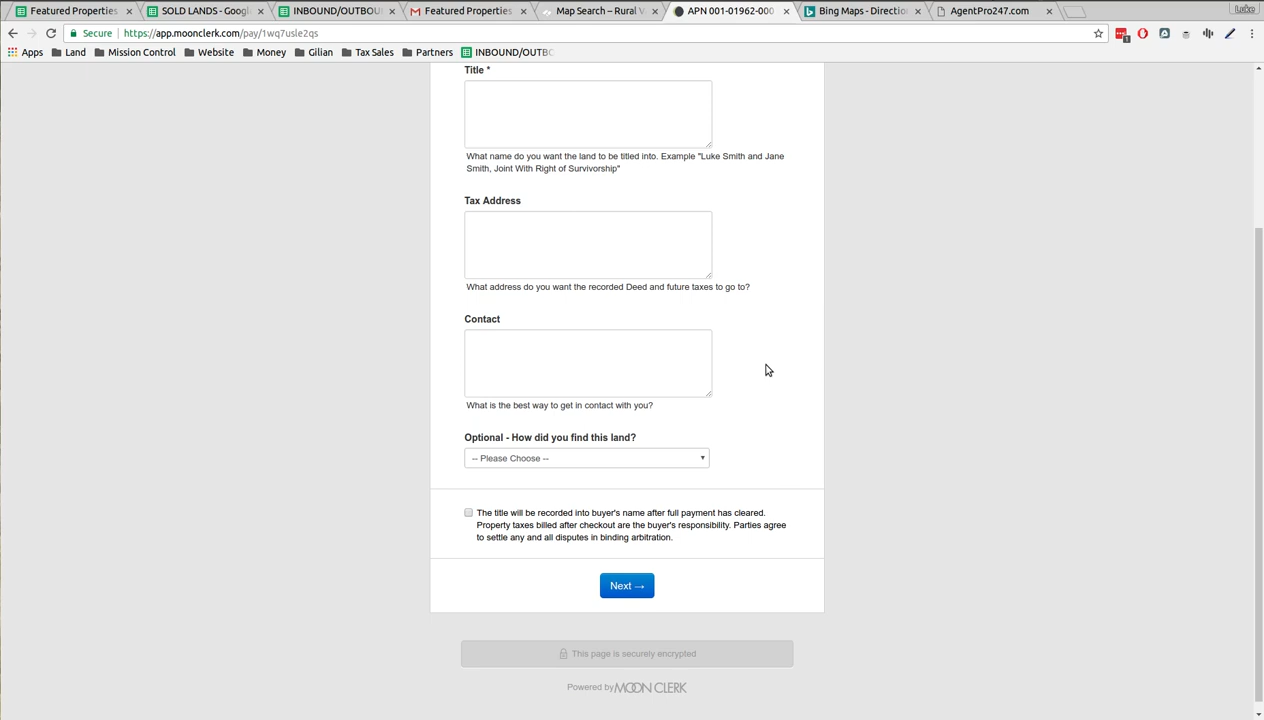 Featured Properties
SOLD LANDS - Googl
INBOUND/OUTBOU
Featured Properties
Map Search – Rural V
APN 001-01962-000
Bing Maps - Directio
AgentPro247.com
Luke
Secure
https://app.moonclerk.com/pay/1wq7usle2qs
Apps
Land
Mission Control
Website
Money
Gilian
Tax Sales
Partners
INBOUND/OUTBO
Title *
What name do you want the land to be titled into. Example "Luke Smith and Jane
Smith, Joint With Right of Survivorship"
Tax Address
What address do you want the recorded Deed and future taxes to go to?
Contact
What is the best way to get in contact with you?
Optional - How did you find this land?
-- Please Choose --
The title will be recorded into buyer's name after full payment has cleared.
Property taxes billed after checkout are the buyer's responsibility. Parties agree
to settle any and all disputes in binding arbitration.
Next →
This page is securely encrypted
Powered by MOON CLERK